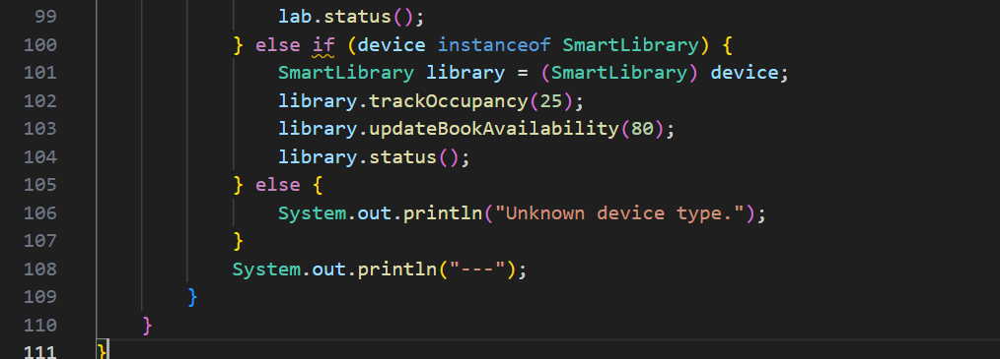 99 lab.status();
100 } else if (device instanceof SmartLibrary) {
101 SmartLibrary library = (SmartLibrary) device;
102 library.trackOccupancy(25);
103 library.updateBookAvailability(80);
104 library.status();
105 } else {
106 System.out.println("Unknown device type.");
107 }
108 System.out.println("---");
109 }
110 }
111 }